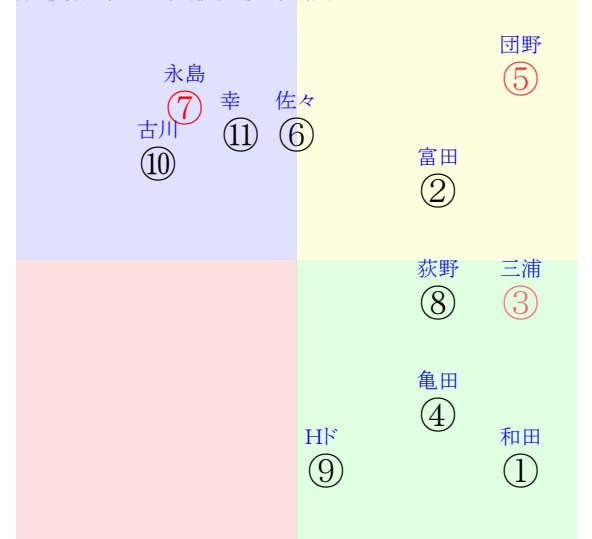 団野
⑤
永島
⑦
幸
⑪
佐々
⑥
古川
⑩
富田
②
荻野
⑧
三浦
③
亀田
④
Hド
⑨
和田
①